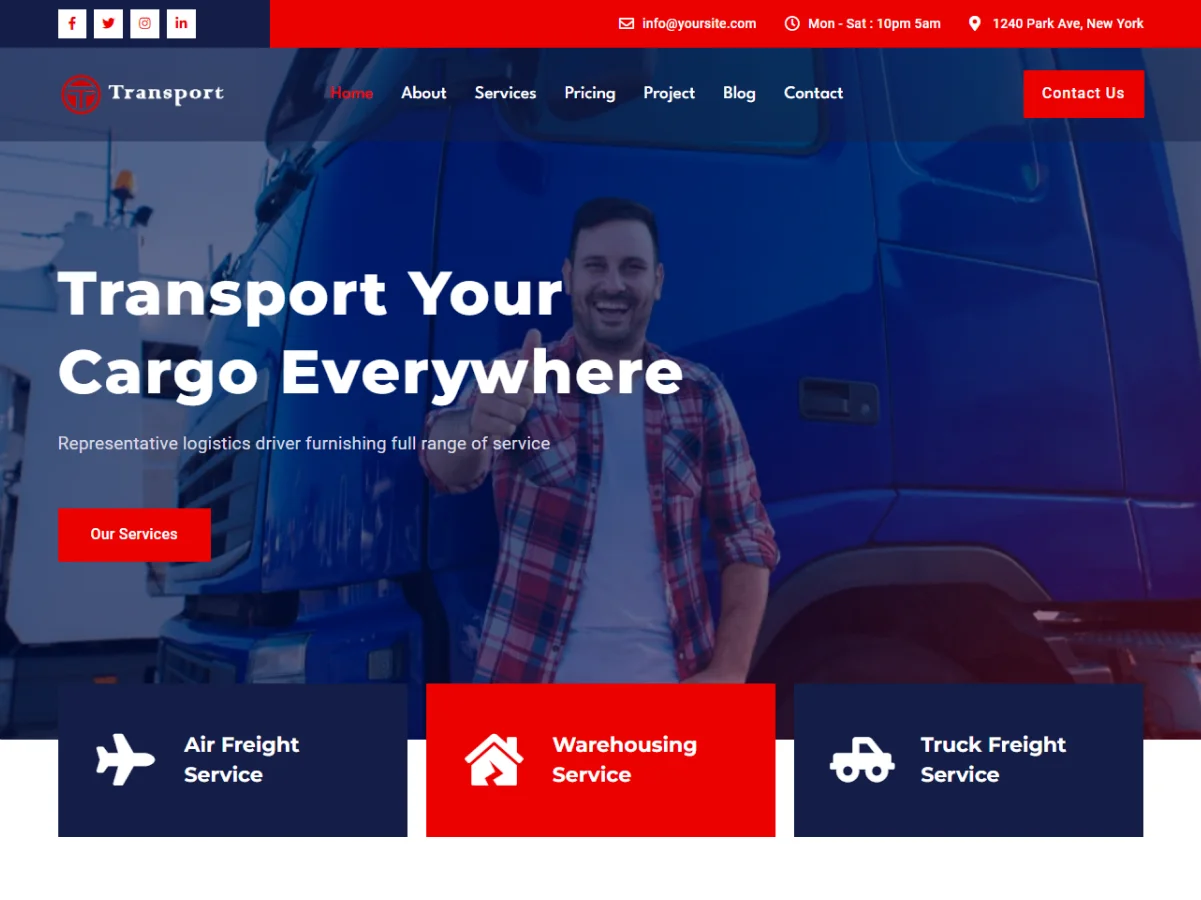 info@yoursite.com
Mon - Sat : 10pm 5am
1240 Park Ave, New York
Transport
Home
About
Services
Pricing
Project
Blog
Contact
Contact Us
Transport Your
Cargo Everywhere
Representative logistics driver furnishing full range of service
Our Services
Air Freight
Service
Warehousing
Service
Truck Freight
Service